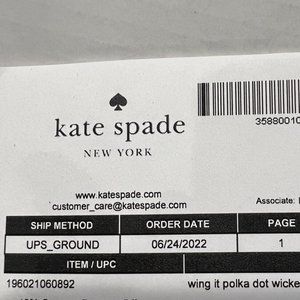 kate spade
NEW YORK
3588001
www.katespade.com
customer_care@katespade.com
Associate:
SHIP METHOD ORDER DATE PAGE
UPS_GROUND 06/24/2022 1
ITEM / UPC
196021060892 wing it polka dot wicke